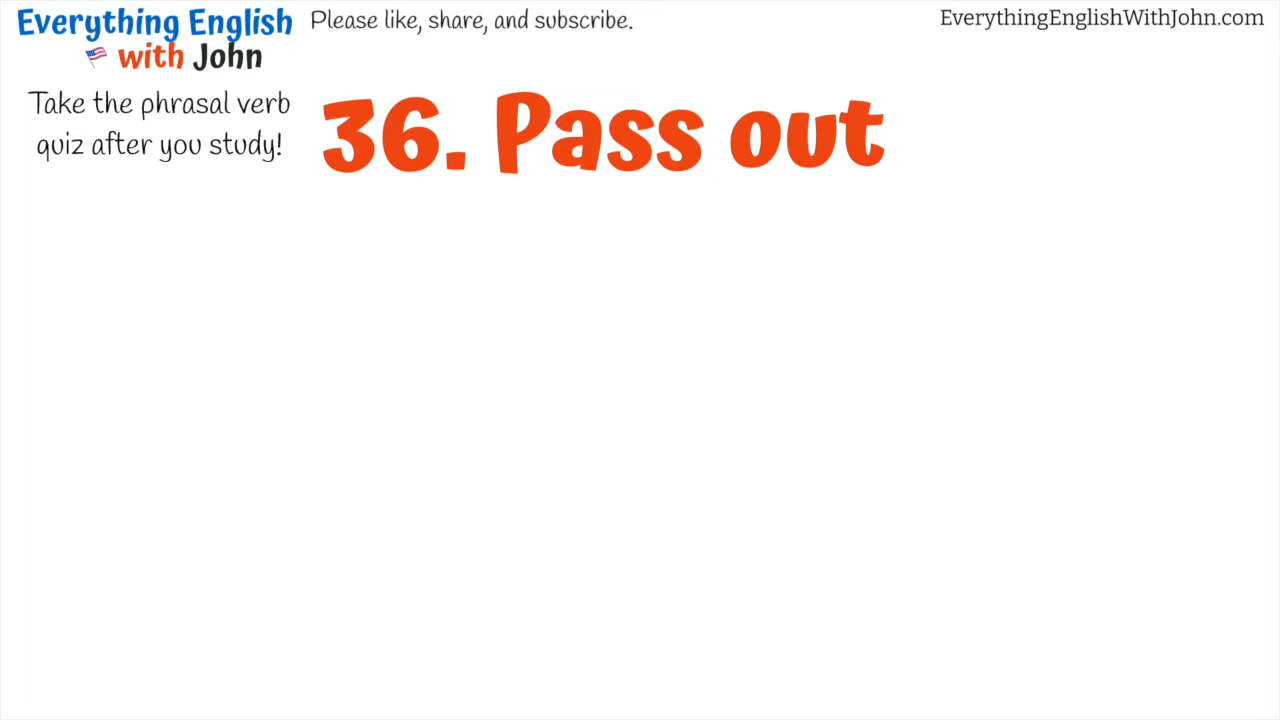 Everything English
with John
Please like, share, and subscribe.
EverythingEnglishWithJohn.com
Take the phrasal verb
quiz after you study!
36. Pass out